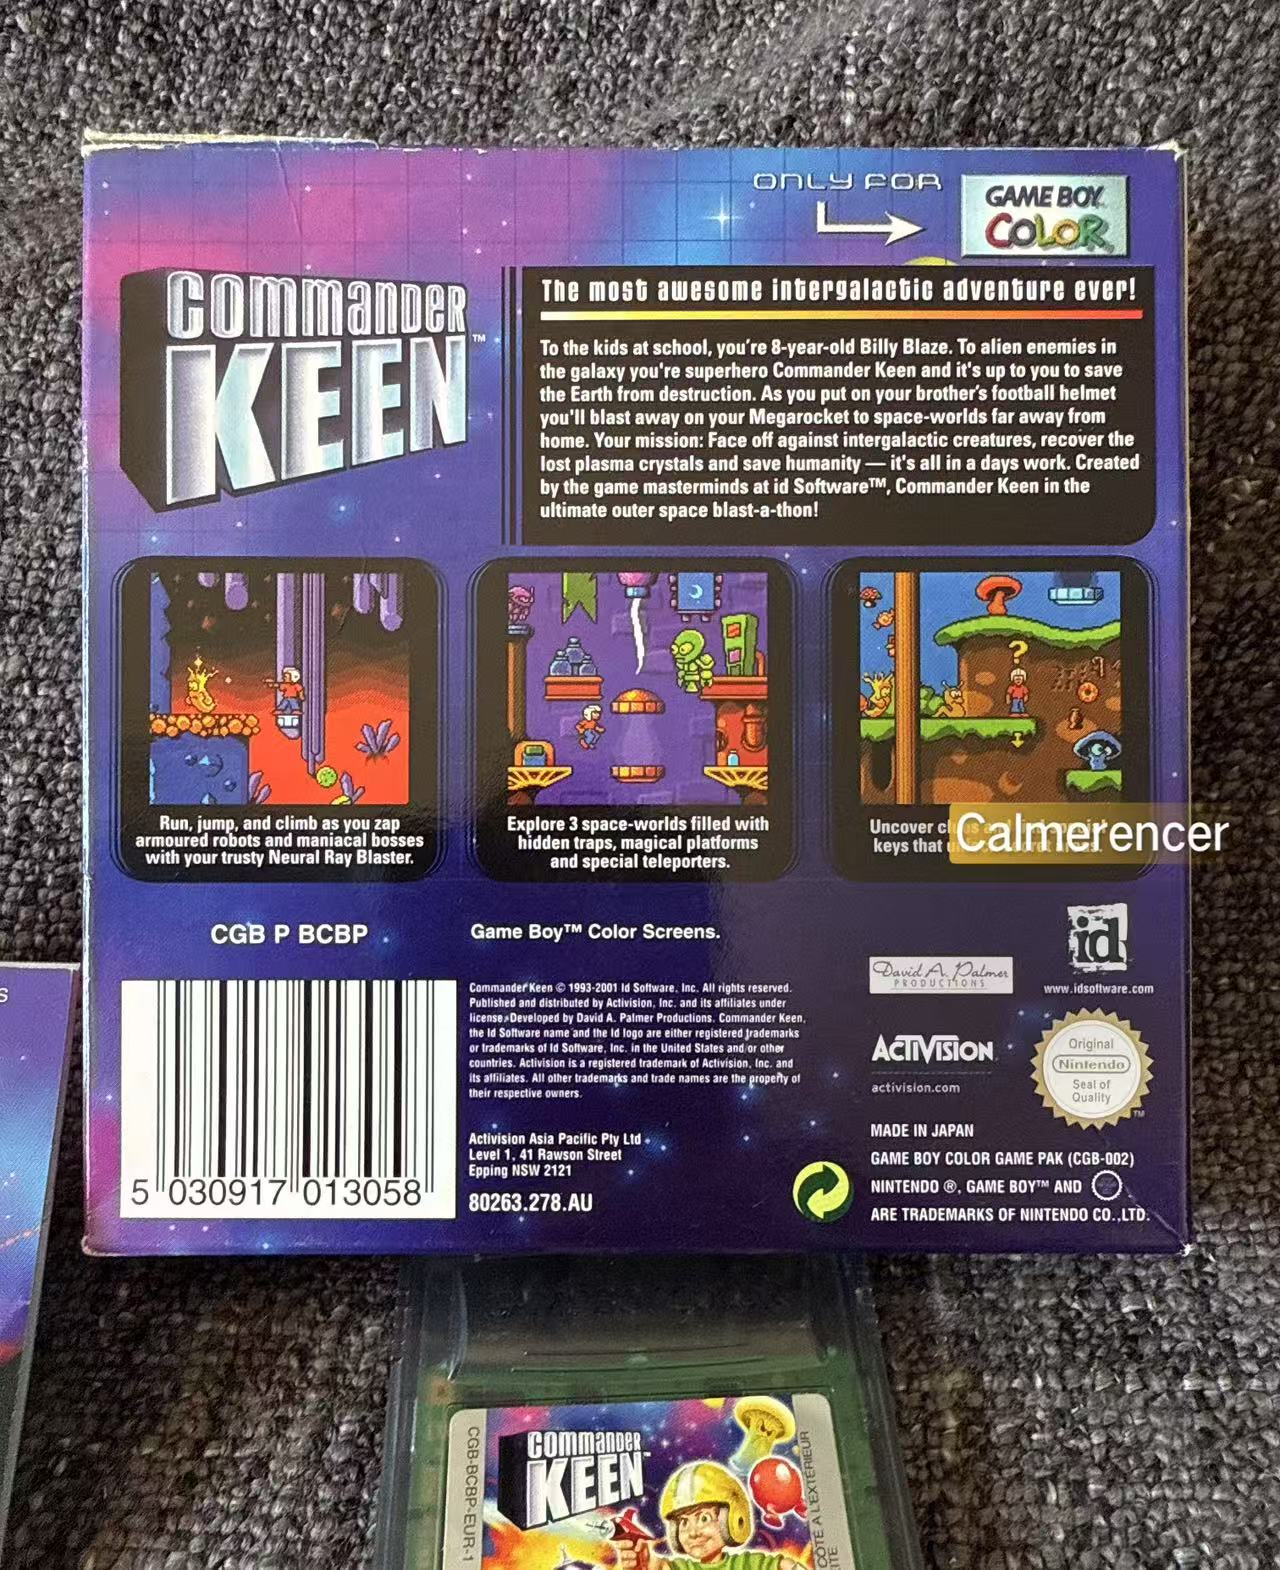 ONLY FOR
GAME BOY
COLOR
COMMANDER
KEEN™
The most awesome intergalactic adventure ever!
To the kids at school, you're 8-year-old Billy Blaze. To alien enemies in
the galaxy you're superhero Commander Keen and it's up to you to save
the Earth from destruction. As you put on your brother's football helmet
you'll blast away on your Megarocket to space-worlds far away from
home. Your mission: Face off against intergalactic creatures, recover the
lost plasma crystals and save humanity — it's all in a days work. Created
by the game masterminds at id Software™, Commander Keen in the
ultimate outer space blast-a-thon!
Run, jump, and climb as you zap
armoured robots and maniacal bosses
with your trusty Neural Ray Blaster.
Explore 3 space-worlds filled with
hidden traps, magical platforms
and special teleporters.
Uncover
keys that
Calmerencer
CGB P BCBP
Game Boy™ Color Screens.
Commander Keen © 1993-2001 Id Software, Inc. All rights reserved.
Published and distributed by Activision, Inc. and its affiliates under
license. Developed by David A. Palmer Productions. Commander Keen,
the Id Software name and the Id logo are either registered trademarks
or trademarks of Id Software, Inc. in the United States and/or other
countries. Activision is a registered trademark of Activision, Inc. and
its affiliates. All other trademarks and trade names are the property of
their respective owners.
Activision Asia Pacific Pty Ltd
Level 1, 41 Rawson Street
Epping NSW 2121
80263.278.AU
5 030917 013058
David A. Palmer
PRODUCTIONS
id
www.idsoftware.com
ACTIVISION
activision.com
Original
Nintendo
Seal of
Quality
TM
MADE IN JAPAN
GAME BOY COLOR GAME PAK (CGB-002)
NINTENDO ®, GAME BOY™ AND
ARE TRADEMARKS OF NINTENDO CO.,LTD.
s
CGB-BCBP-EUR-1
COMMANDER
KEEN™
COTÉ A L'EXTÉRIEUR